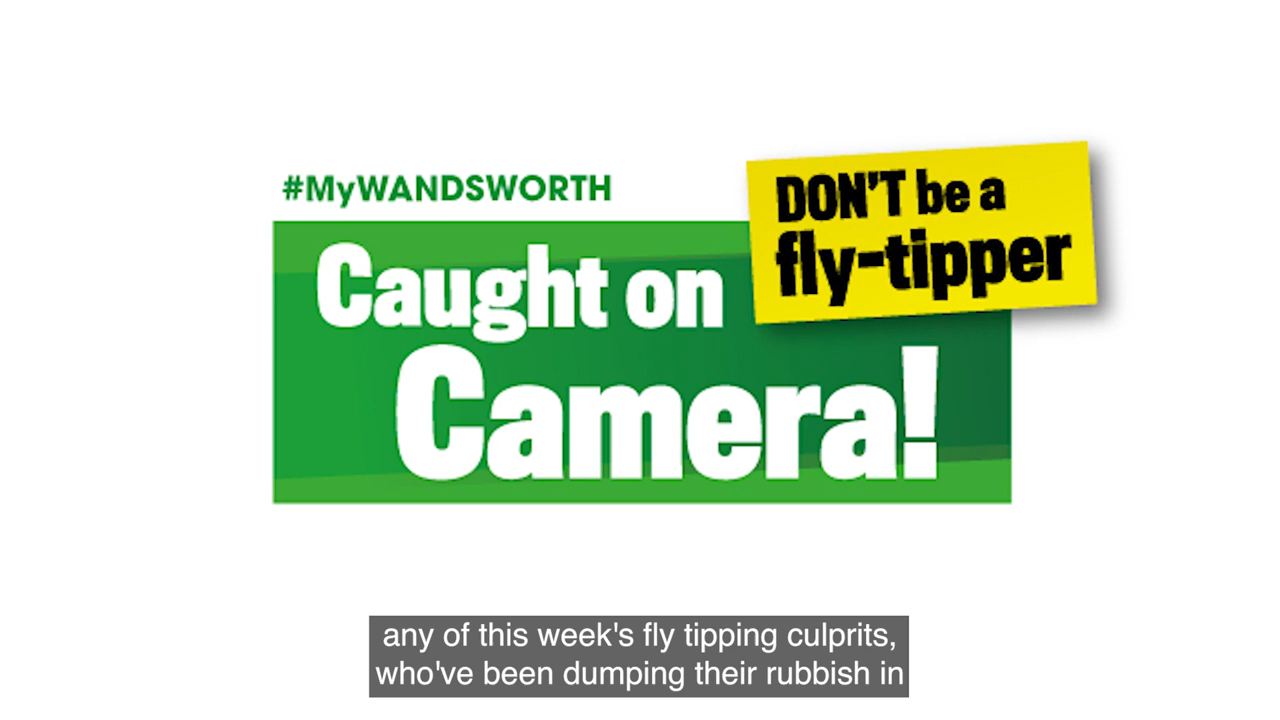 #MyWANDSWORTH
Caught on
Camera!
DON'T be a
fly-tipper
any of this week's fly tipping culprits,
who've been dumping their rubbish in